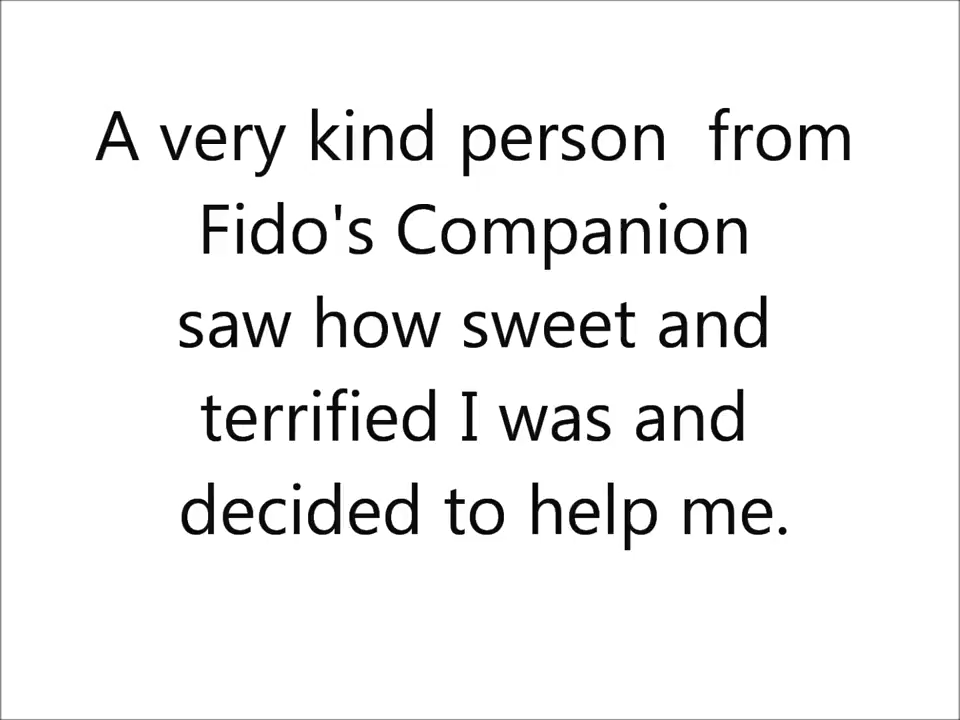 A very kind person  from
Fido's Companion
saw how sweet and
terrified I was and
decided to help me.